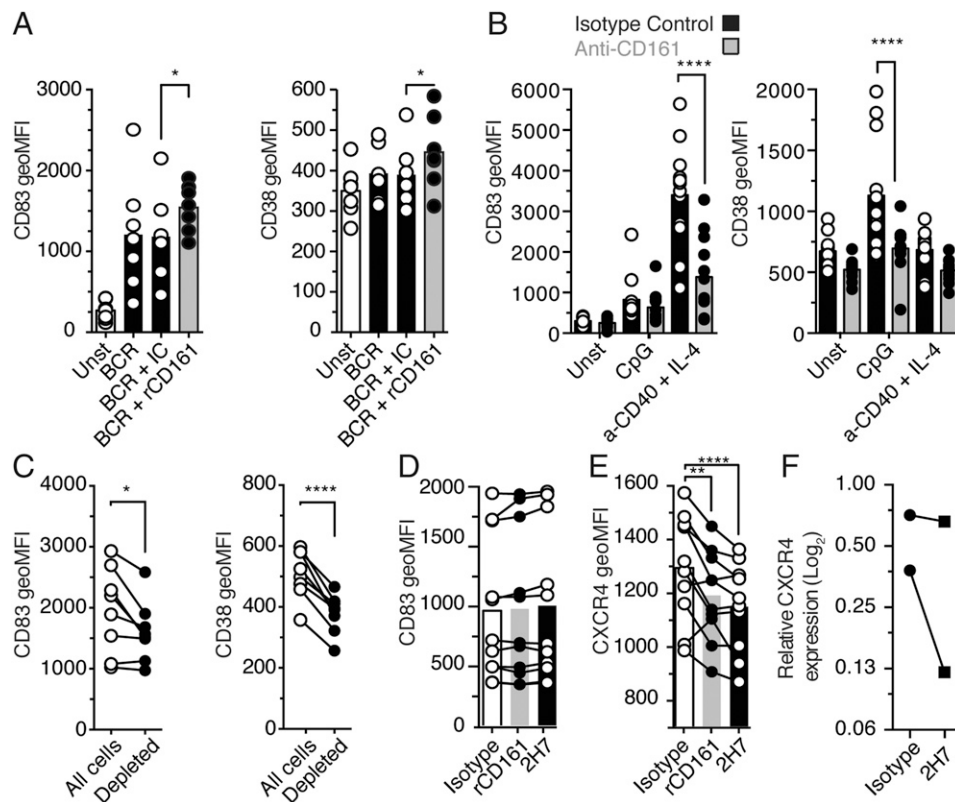 A
CD83 geoMFI
3000
2000
1000
0
*
Unst
BCR
BCR + IC
BCR + rCD161
CD38 geoMFI
600
500
400
300
200
100
0
*
Unst
BCR
BCR + IC
BCR + rCD161
B
Isotype Control
Anti-CD161
CD83 geoMFI
6000
5000
4000
3000
2000
1000
0
****
Unst
CpG
a-CD40 + IL-4
CD38 geoMFI
2000
1500
1000
500
0
****
Unst
CpG
a-CD40 + IL-4
C
CD83 geoMFI
4000
3000
2000
1000
0
*
All cells
Depleted
CD38 geoMFI
800
600
400
200
0
****
All cells
Depleted
D
CD83 geoMFI
2000
1500
1000
500
0
Isotype
rCD161
2H7
E
CXCR4 geoMFI
1600
1400
1200
1000
800
****
**
Isotype
rCD161
2H7
F
Relative CXCR4
expression (Log2)
1.00
0.50
0.25
0.13
0.06
Isotype
2H7